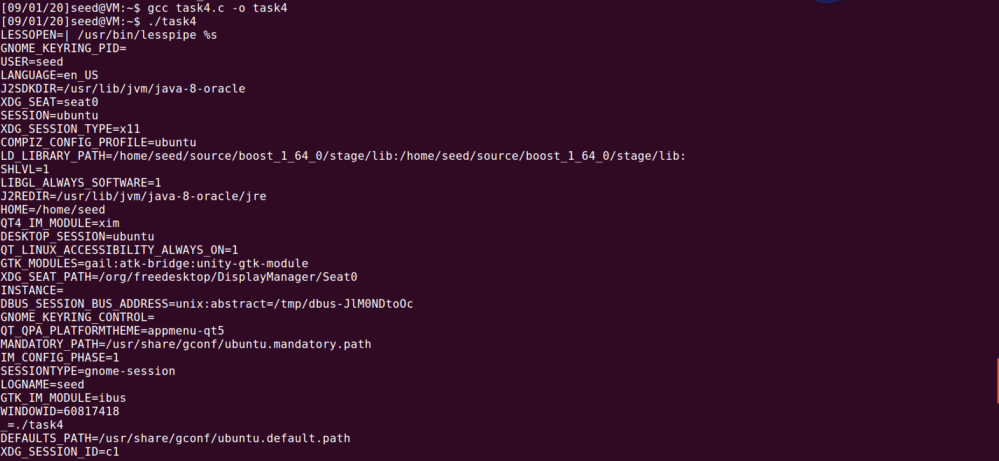 [09/01/20]seed@VM:~$ gcc task4.c -o task4
[09/01/20]seed@VM:~$ ./task4
LESSOPEN=| /usr/bin/lesspipe %s
GNOME_KEYRING_PID=
USER=seed
LANGUAGE=en_US
J2SDKDIR=/usr/lib/jvm/java-8-oracle
XDG_SEAT=seat0
SESSION=ubuntu
XDG_SESSION_TYPE=x11
COMPIZ_CONFIG_PROFILE=ubuntu
LD_LIBRARY_PATH=/home/seed/source/boost_1_64_0/stage/lib:/home/seed/source/boost_1_64_0/stage/lib:
SHLVL=1
LIBGL_ALWAYS_SOFTWARE=1
J2REDIR=/usr/lib/jvm/java-8-oracle/jre
HOME=/home/seed
QT4_IM_MODULE=xim
DESKTOP_SESSION=ubuntu
QT_LINUX_ACCESSIBILITY_ALWAYS_ON=1
GTK_MODULES=gail:atk-bridge:unity-gtk-module
XDG_SEAT_PATH=/org/freedesktop/DisplayManager/Seat0
INSTANCE=
DBUS_SESSION_BUS_ADDRESS=unix:abstract=/tmp/dbus-JlM0NDtoOc
GNOME_KEYRING_CONTROL=
QT_QPA_PLATFORMTHEME=appmenu-qt5
MANDATORY_PATH=/usr/share/gconf/ubuntu.mandatory.path
IM_CONFIG_PHASE=1
SESSIONTYPE=gnome-session
LOGNAME=seed
GTK_IM_MODULE=ibus
WINDOWID=60817418
_=./task4
DEFAULTS_PATH=/usr/share/gconf/ubuntu.default.path
XDG_SESSION_ID=c1